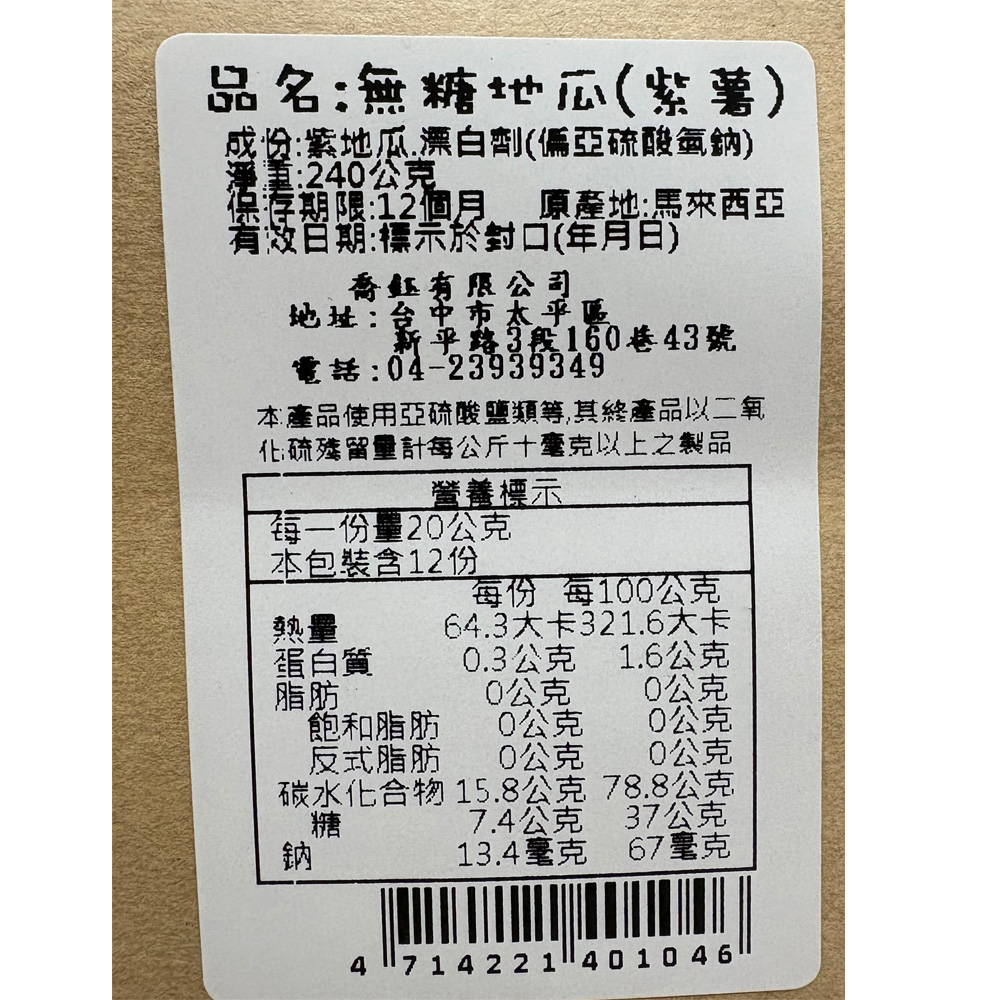 品名:無糖地瓜(紫薯)
成份:紫地瓜.漂白劑(偏亞硫酸氫鈉)
淨重:240公克
保存期限:12個月 原產地:馬來西亞
有效日期:標示於封口(年月日)
喬鈺有限公司
地址:台中市太平區
新平路3段160巷43號
電話:04-23939349
本產品使用亞硫酸鹽類等,其終產品以二氧
化硫殘留量計每公斤十毫克以上之製品
營養標示
每一份量20公克
本包裝含12份
每份 每100公克
熱量 64.3大卡 321.6大卡
蛋白質 0.3公克 1.6公克
脂肪 0公克 0公克
飽和脂肪 0公克 0公克
反式脂肪 0公克 0公克
碳水化合物 15.8公克 78.8公克
糖 7.4公克 37公克
鈉 13.4毫克 67毫克
4 714221 401046